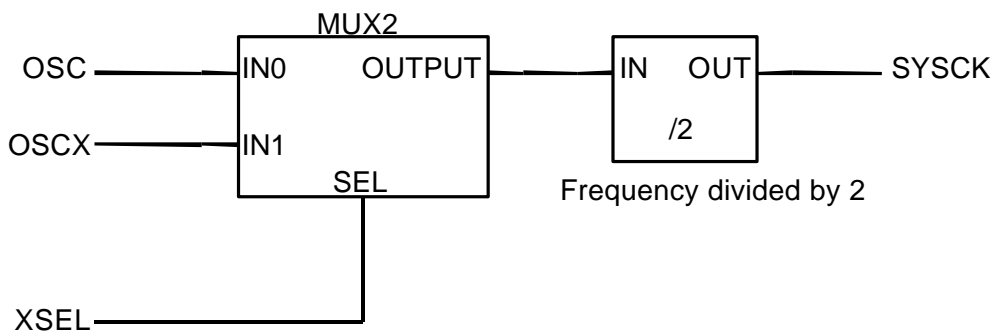 MUX2
OSC IN0 OUTPUT IN OUT SYSCK
OSCX IN1 /2
SEL
Frequency divided by 2
XSEL